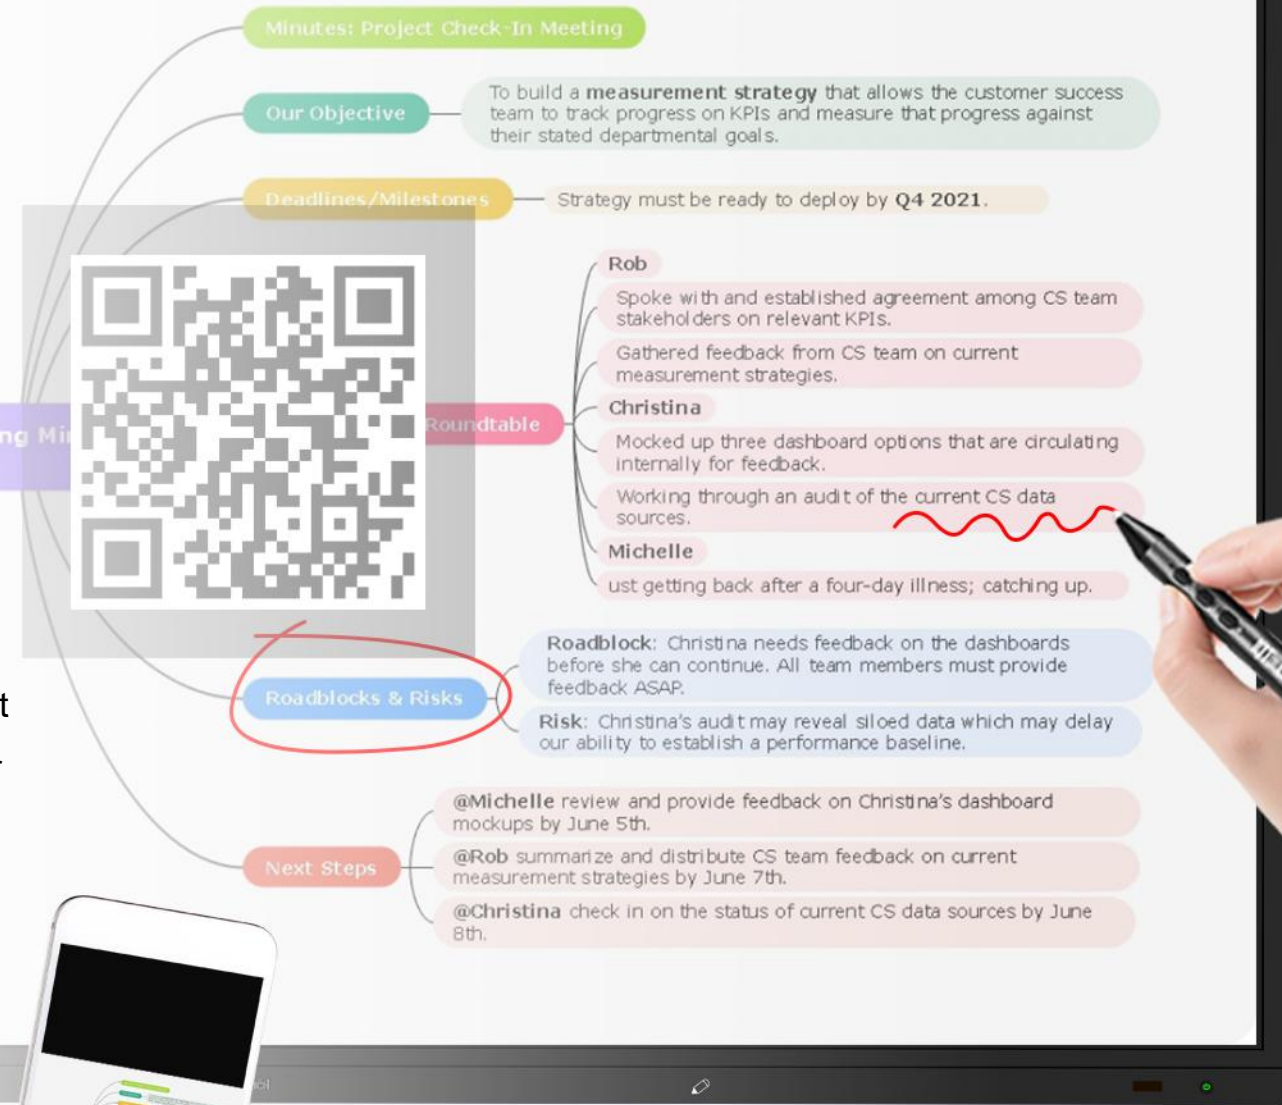 Minutes: Project Check-In Meeting
Our Objective
To build a measurement strategy that allows the customer success
team to track progress on KPIs and measure that progress against
their stated departmental goals.
Deadlines/Milestones
Strategy must be ready to deploy by Q4 2021.
ng Mi
Roundtable
Rob
Spoke with and established agreement among CS team
stakeholders on relevant KPIs.
Gathered feedback from CS team on current
measurement strategies.
Christina
Mocked up three dashboard options that are circulating
internally for feedback.
Working through an audit of the current CS data
sources.
Michelle
ust getting back after a four-day illness; catching up.
Roadblocks & Risks
Roadblock: Christina needs feedback on the dashboards
before she can continue. All team members must provide
feedback ASAP.
Risk: Christina's audit may reveal siloed data which may delay
our ability to establish a performance baseline.
t
Next Steps
@Michelle review and provide feedback on Christina's dashboard
mockups by June 5th.
@Rob summarize and distribute CS team feedback on current
measurement strategies by June 7th.
@Christina check in on the status of current CS data sources by June
8th.